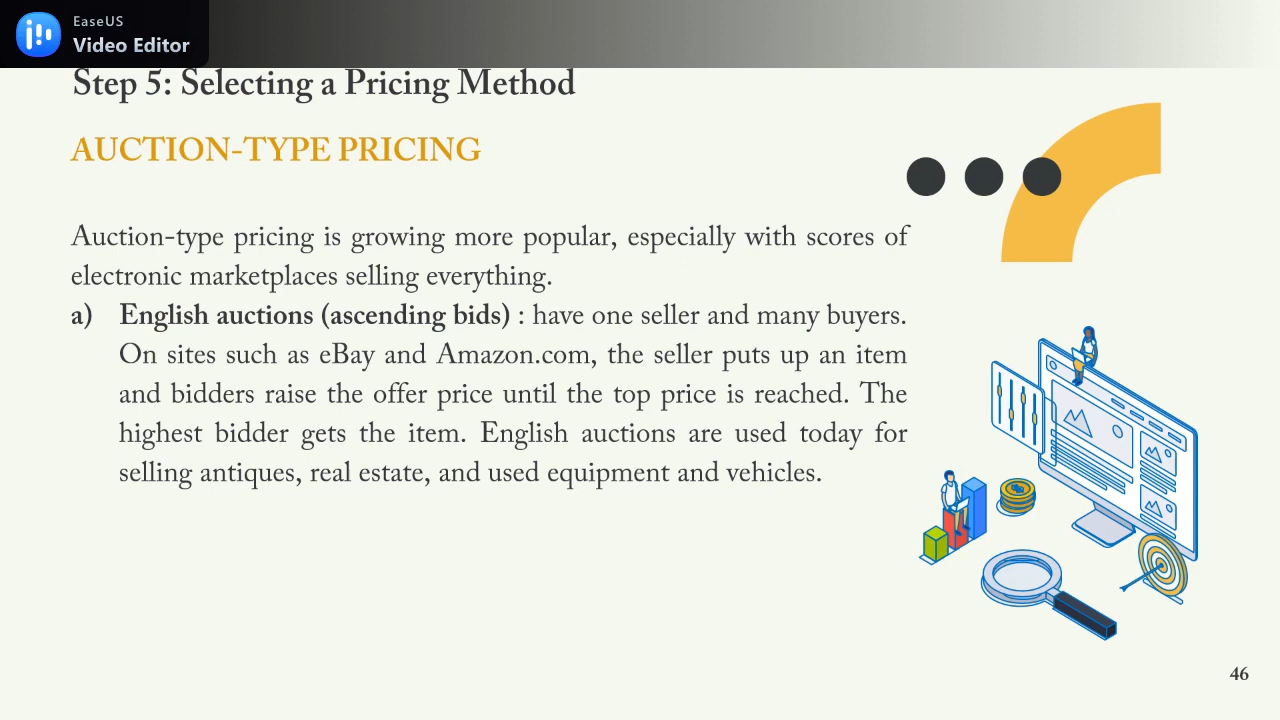 EaseUS
Video Editor
Step 5: Selecting a Pricing Method
AUCTION-TYPE PRICING
Auction-type pricing is growing more popular, especially with scores of
electronic marketplaces selling everything.
a) English auctions (ascending bids) : have one seller and many buyers.
On sites such as eBay and Amazon.com, the seller puts up an item
and bidders raise the offer price until the top price is reached. The
highest bidder gets the item. English auctions are used today for
selling antiques, real estate, and used equipment and vehicles.
46